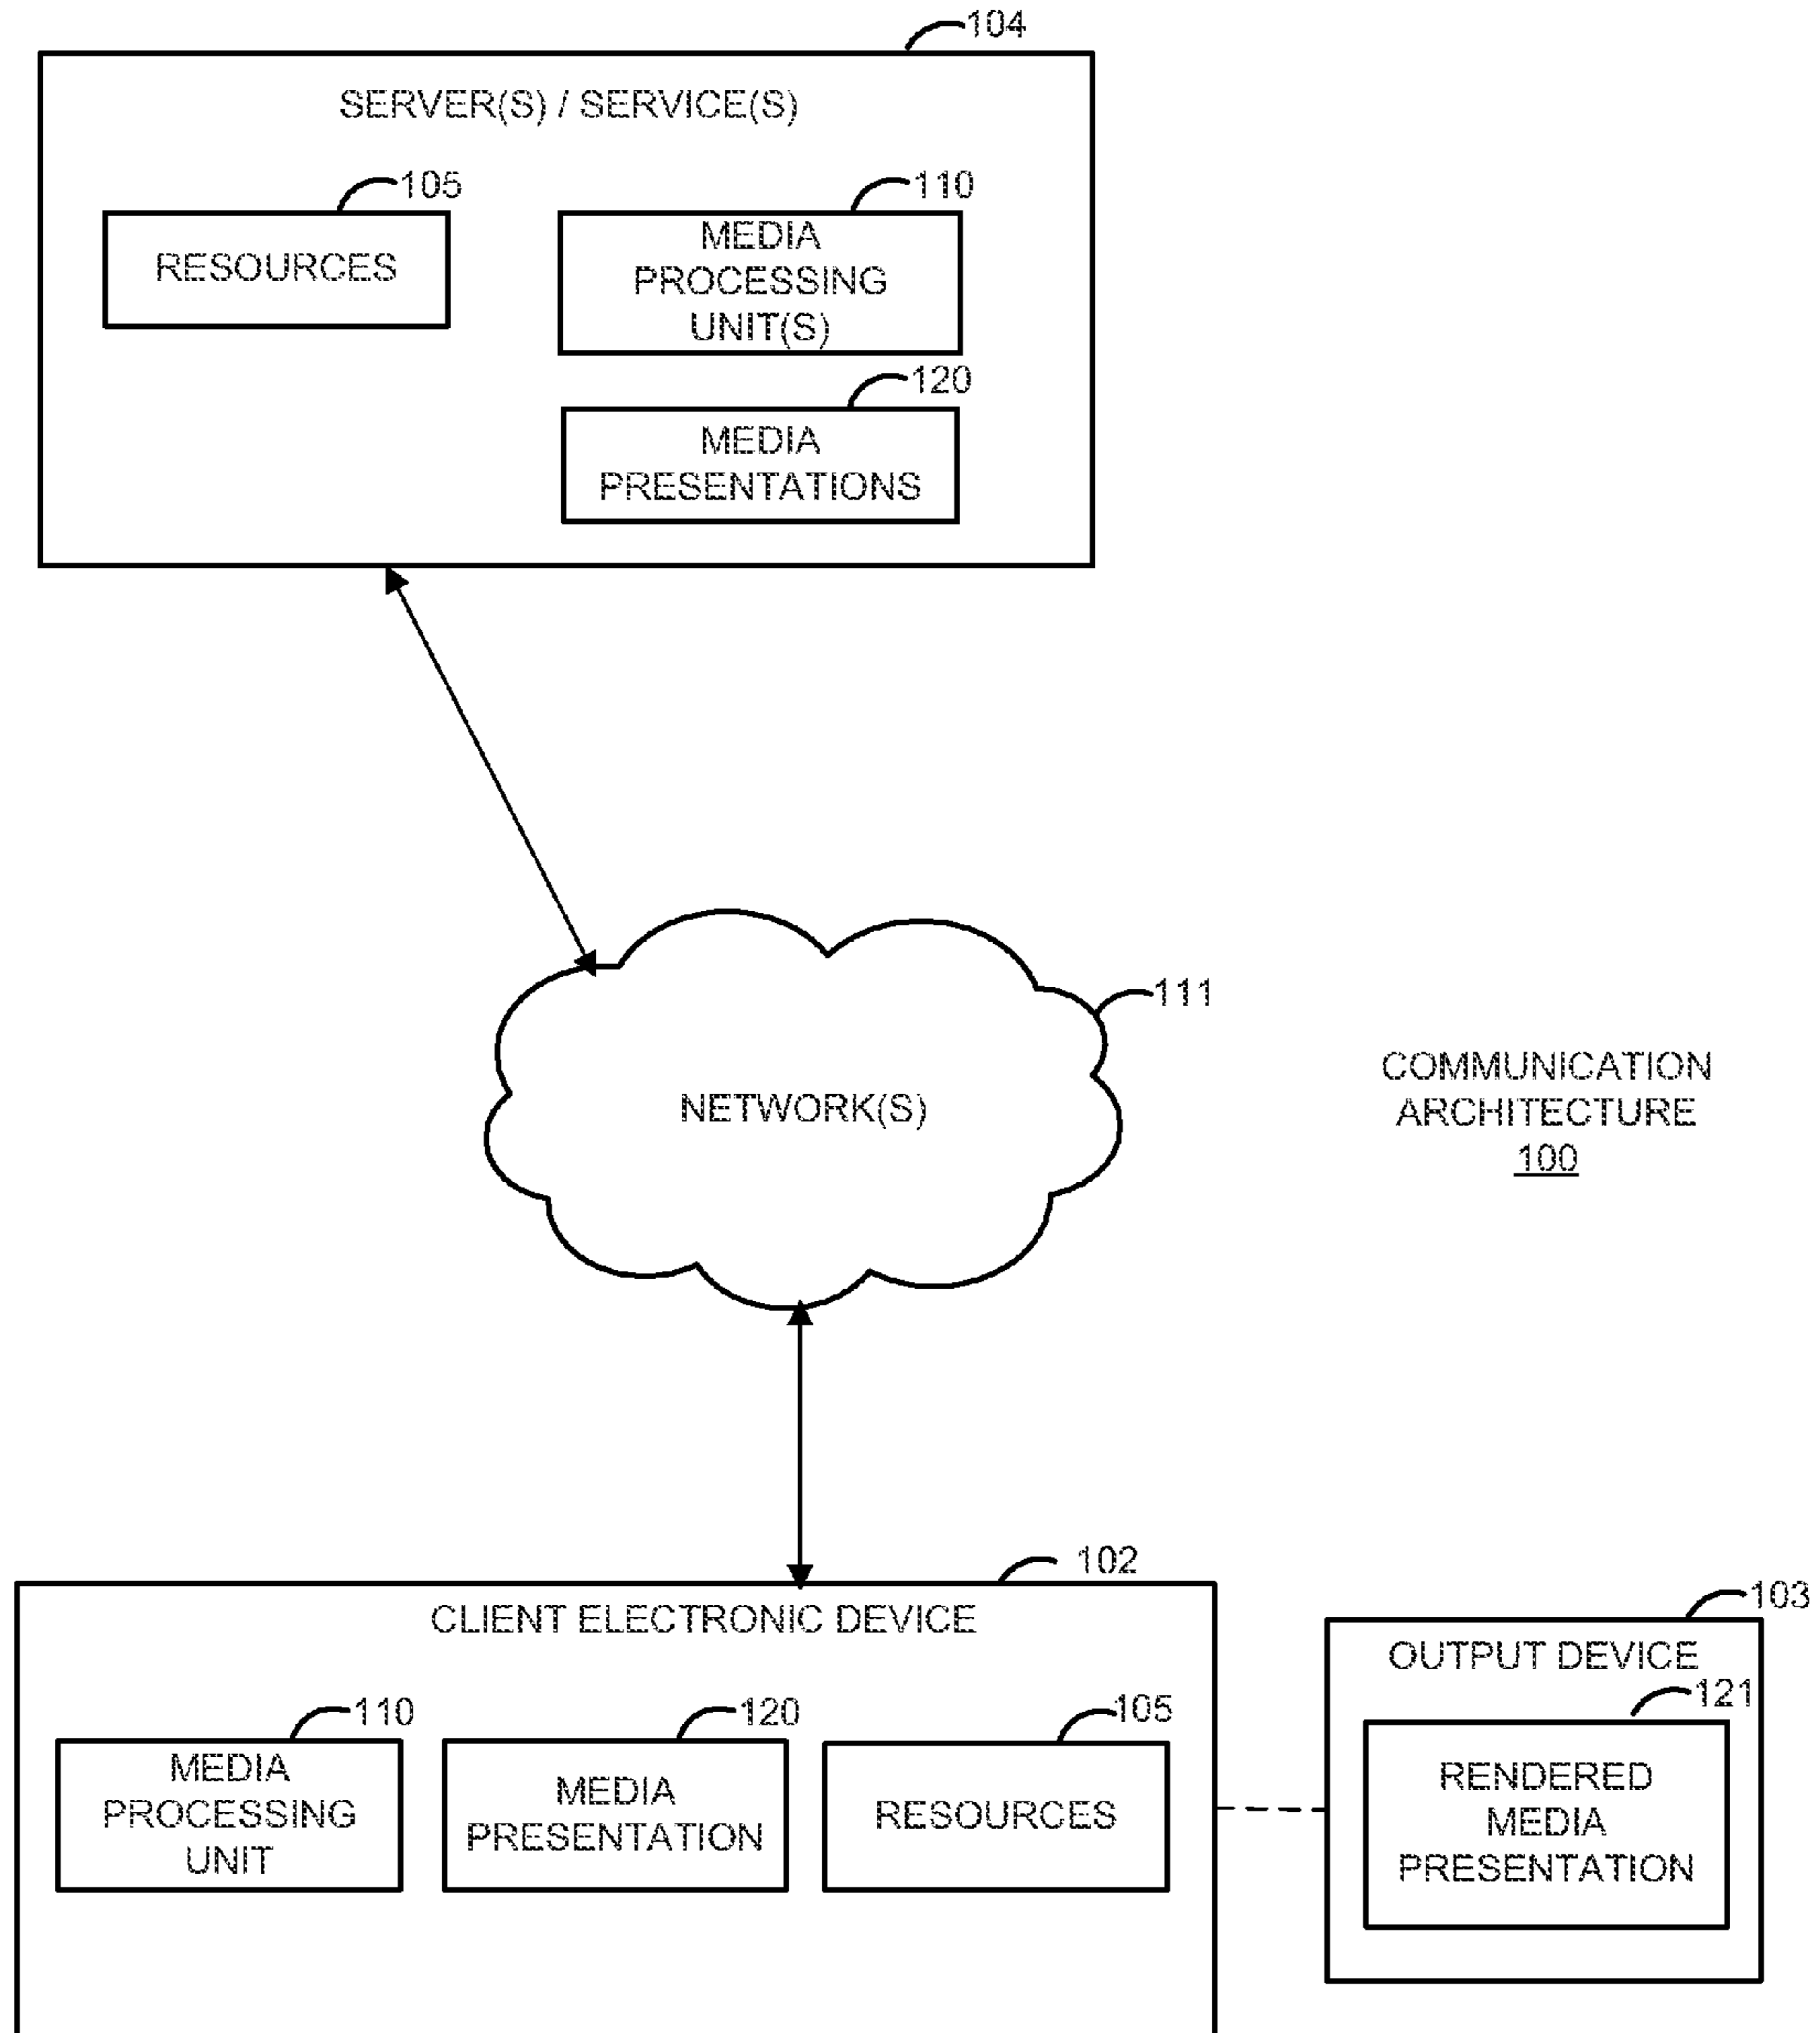 104
SERVER(S) / SERVICE(S)
105
110
RESOURCES
MEDIA
PROCESSING
UNIT(S)
120
MEDIA
PRESENTATIONS
111
NETWORK(S)
COMMUNICATION
ARCHITECTURE
100
102
CLIENT ELECTRONIC DEVICE
103
OUTPUT DEVICE
110
120
105
121
MEDIA
PROCESSING
UNIT
MEDIA
PRESENTATION
RESOURCES
RENDERED
MEDIA
PRESENTATION